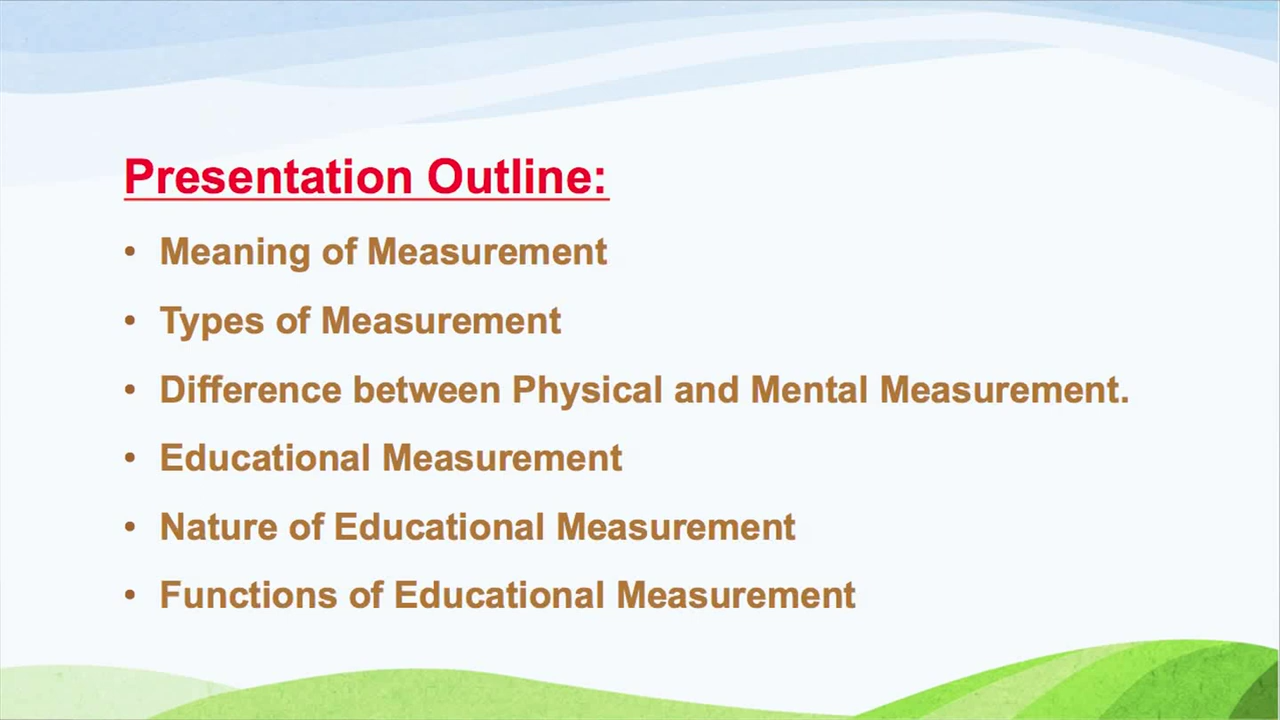 Presentation Outline:
• Meaning of Measurement
• Types of Measurement
• Difference between Physical and Mental Measurement.
• Educational Measurement
• Nature of Educational Measurement
• Functions of Educational Measurement